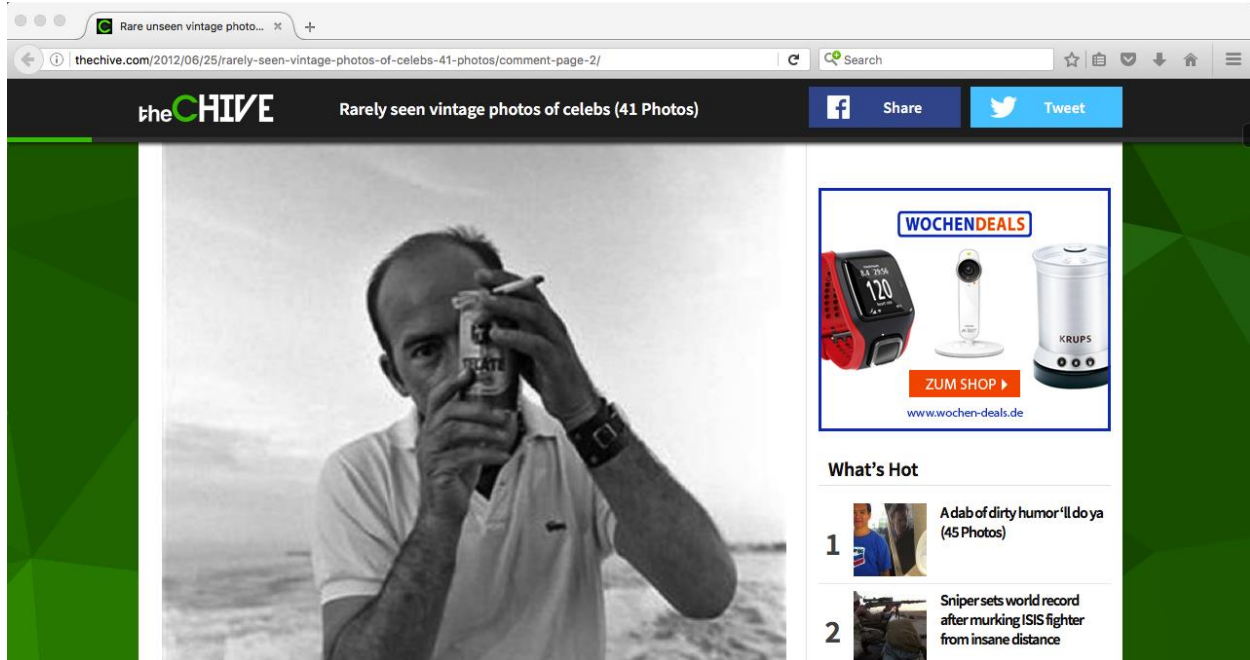 Rare unseen vintage photo...
thechive.com/2012/06/25/rarely-seen-vintage-photos-of-celebs-41-photos/comment-page-2/
Search
theCHIVE
Rarely seen vintage photos of celebs (41 Photos)
Share
Tweet
TECATE
WOCHENDEALS
120
KRUPS
ZUM SHOP
www.wochen-deals.de
What's Hot
1
A dab of dirty humor 'll do ya
(45 Photos)
2
Sniper sets world record
after murking ISIS fighter
from insane distance